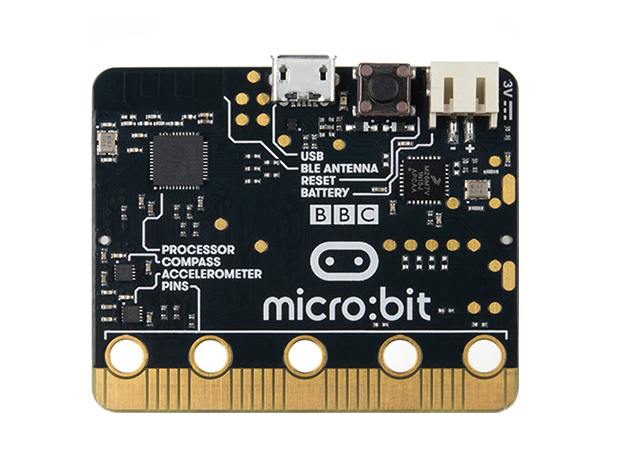 3V
- +
USB
BLE ANTENNA
RESET
BATTERY
BBC
PROCESSOR
COMPASS
ACCELEROMETER
PINS
micro:bit